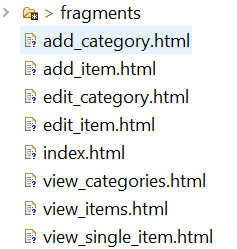 > fragments
add_category.html
add_item.html
edit_category.html
edit_item.html
index.html
view_categories.html
view_items.html
view_single_item.html